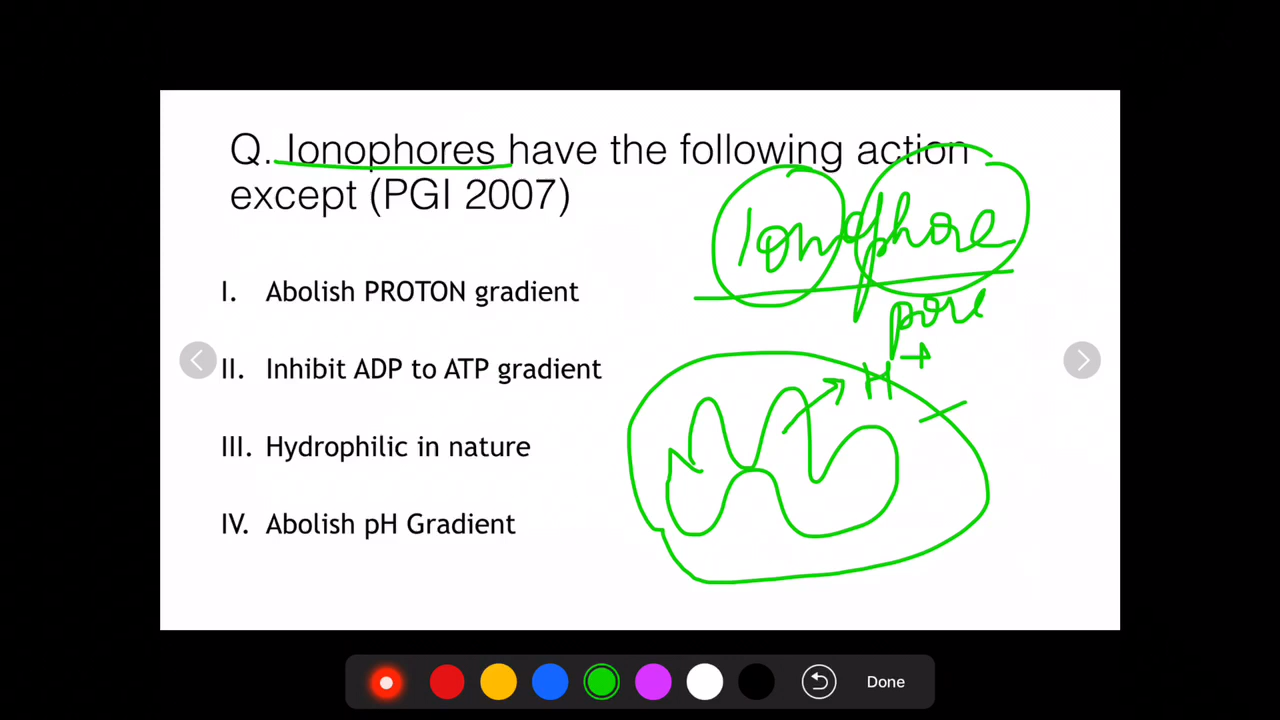 Q. Ionophores have the following action
except (PGI 2007)
Ionophore
pore
I. Abolish PROTON gradient
H+
II. Inhibit ADP to ATP gradient
III. Hydrophilic in nature
IV. Abolish pH Gradient
Done